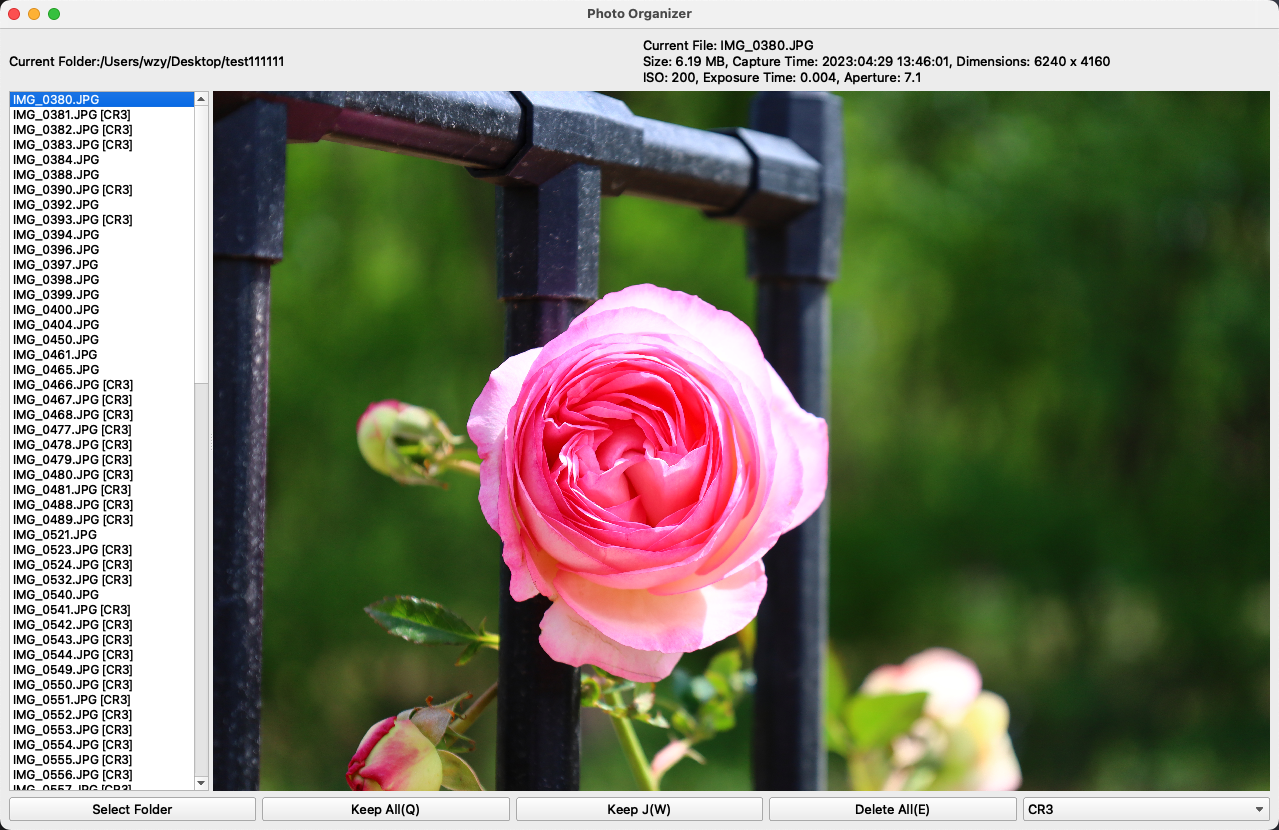 Photo Organizer
Current Folder:/Users/wzy/Desktop/test111111
Current File: IMG_0380.JPG
Size: 6.19 MB, Capture Time: 2023:04:29 13:46:01, Dimensions: 6240 x 4160
ISO: 200, Exposure Time: 0.004, Aperture: 7.1
IMG_0380.JPG
IMG_0381.JPG [CR3]
IMG_0382.JPG [CR3]
IMG_0383.JPG [CR3]
IMG_0384.JPG
IMG_0388.JPG
IMG_0390.JPG [CR3]
IMG_0392.JPG
IMG_0393.JPG [CR3]
IMG_0394.JPG
IMG_0396.JPG
IMG_0397.JPG
IMG_0398.JPG
IMG_0399.JPG
IMG_0400.JPG
IMG_0404.JPG
IMG_0450.JPG
IMG_0461.JPG
IMG_0465.JPG
IMG_0466.JPG [CR3]
IMG_0467.JPG [CR3]
IMG_0468.JPG [CR3]
IMG_0477.JPG [CR3]
IMG_0478.JPG [CR3]
IMG_0479.JPG [CR3]
IMG_0480.JPG [CR3]
IMG_0481.JPG [CR3]
IMG_0488.JPG [CR3]
IMG_0489.JPG [CR3]
IMG_0521.JPG
IMG_0523.JPG [CR3]
IMG_0524.JPG [CR3]
IMG_0532.JPG [CR3]
IMG_0540.JPG
IMG_0541.JPG [CR3]
IMG_0542.JPG [CR3]
IMG_0543.JPG [CR3]
IMG_0544.JPG [CR3]
IMG_0549.JPG [CR3]
IMG_0550.JPG [CR3]
IMG_0551.JPG [CR3]
IMG_0552.JPG [CR3]
IMG_0553.JPG [CR3]
IMG_0554.JPG [CR3]
IMG_0555.JPG [CR3]
IMG_0556.JPG [CR3]
IMG_0557.JPG [CR3]
Select Folder
Keep All(Q)
Keep J(W)
Delete All(E)
CR3